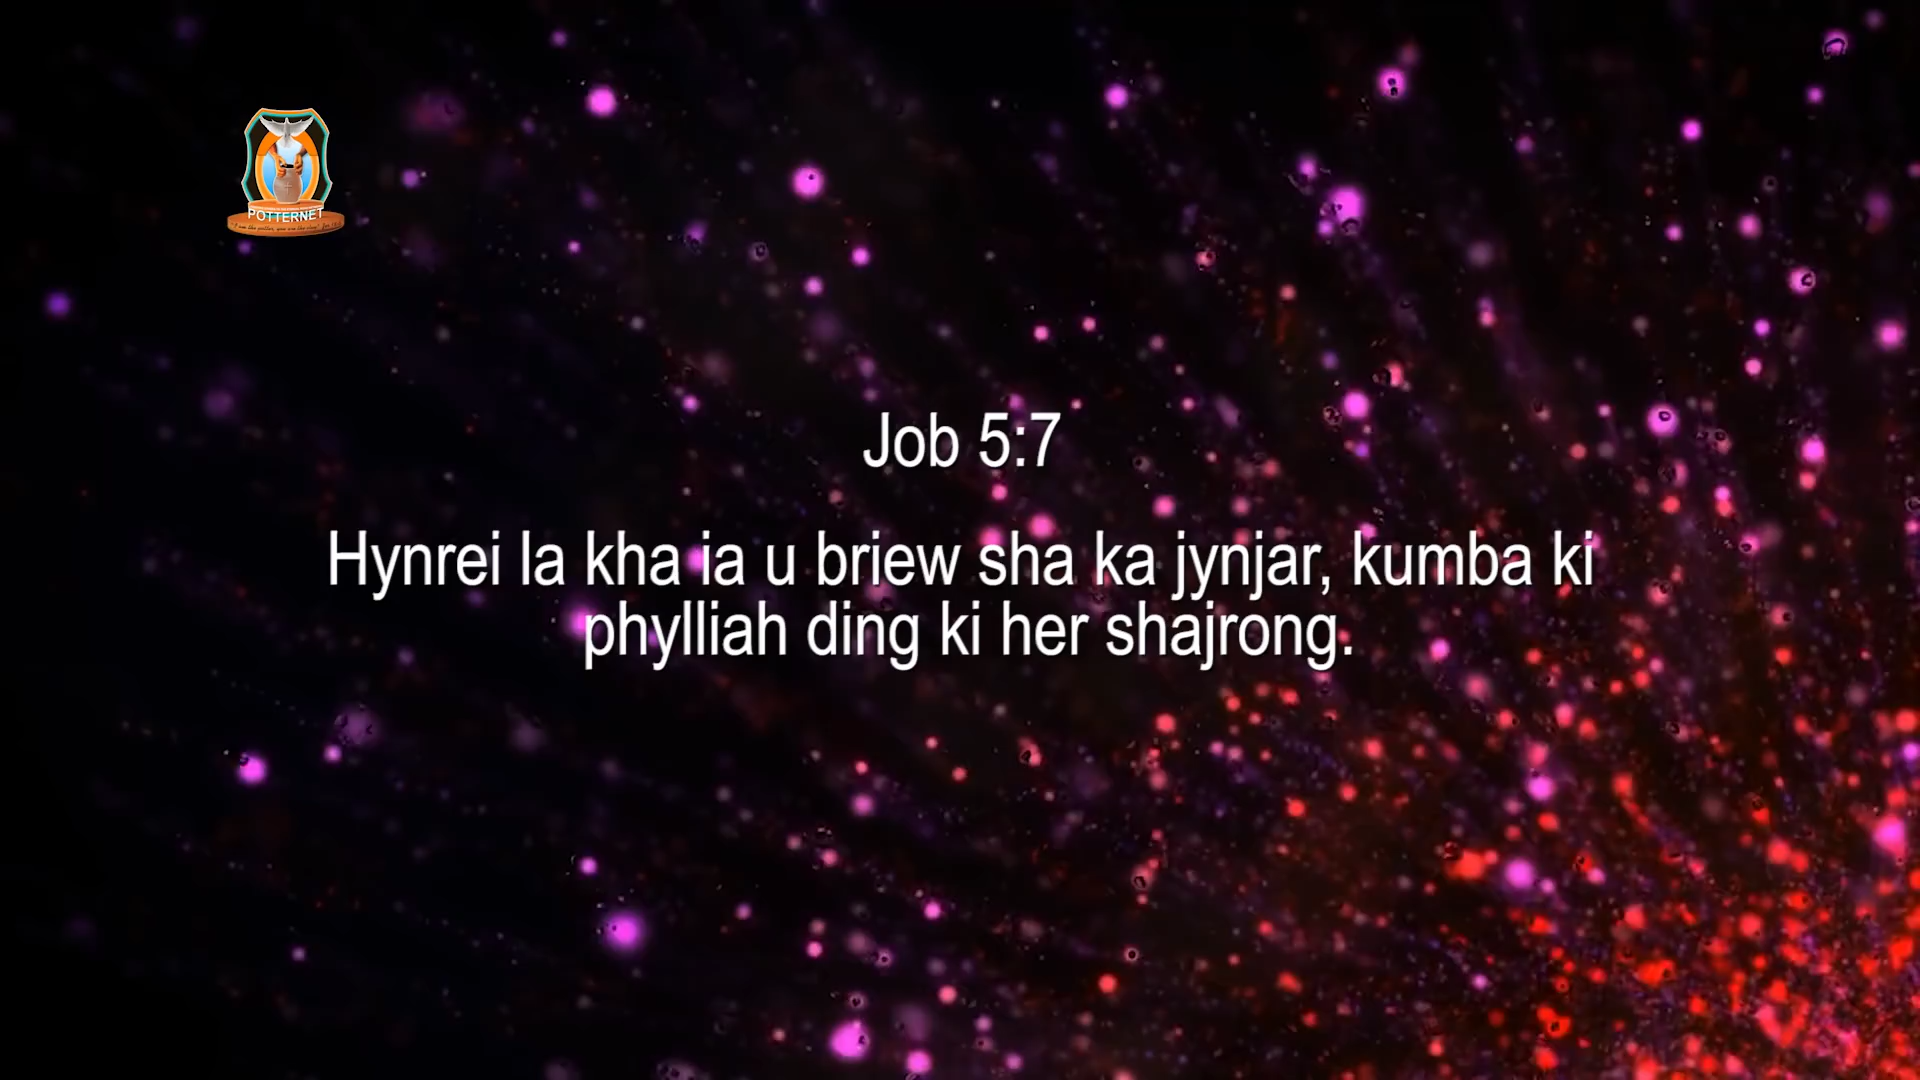 POTTERNET
Job 5:7
Hynrei la kha ia u briew sha ka jynjar, kumba ki
phylliah ding ki her shajrong.